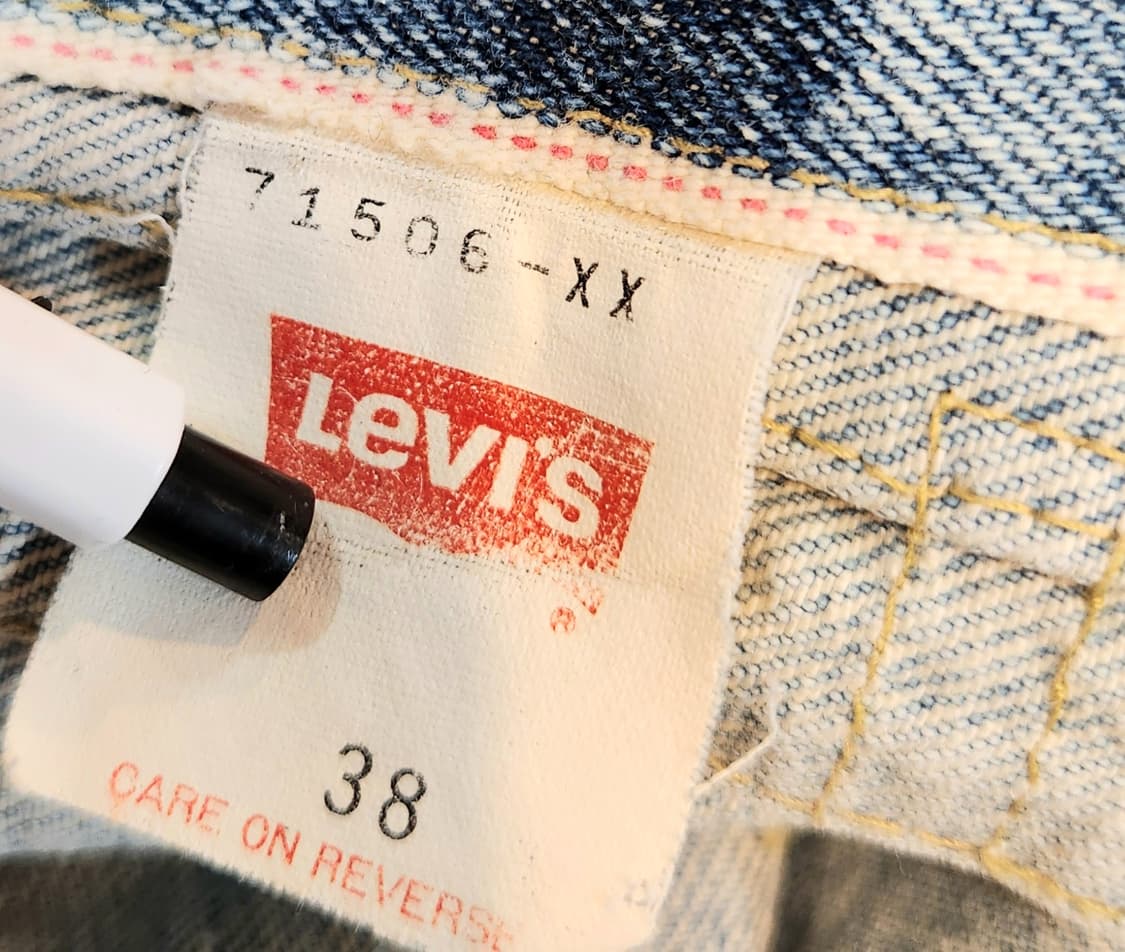 71506-XX
Levi's
®
38
CARE ON REVERSE